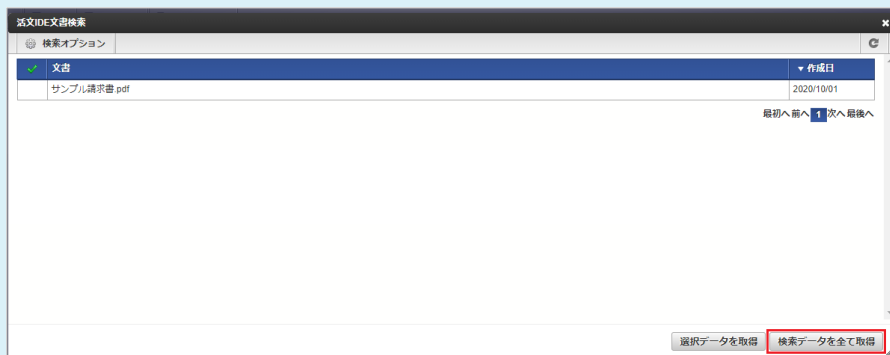 活文IDE文書検索
検索オプション
文書 ▼作成日
サンプル請求書.pdf 2020/10/01
最初へ 前へ 1 次へ 最後へ
選択データを取得 検索データを全て取得